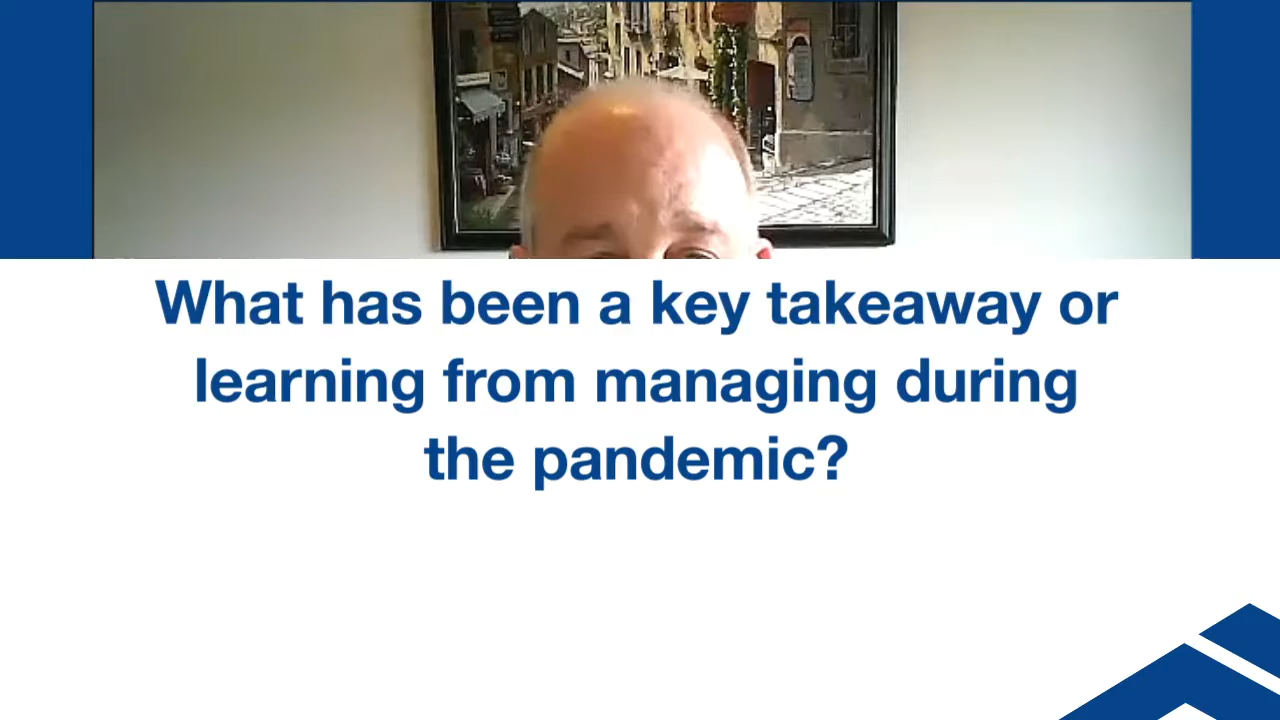 What has been a key takeaway or
learning from managing during
the pandemic?